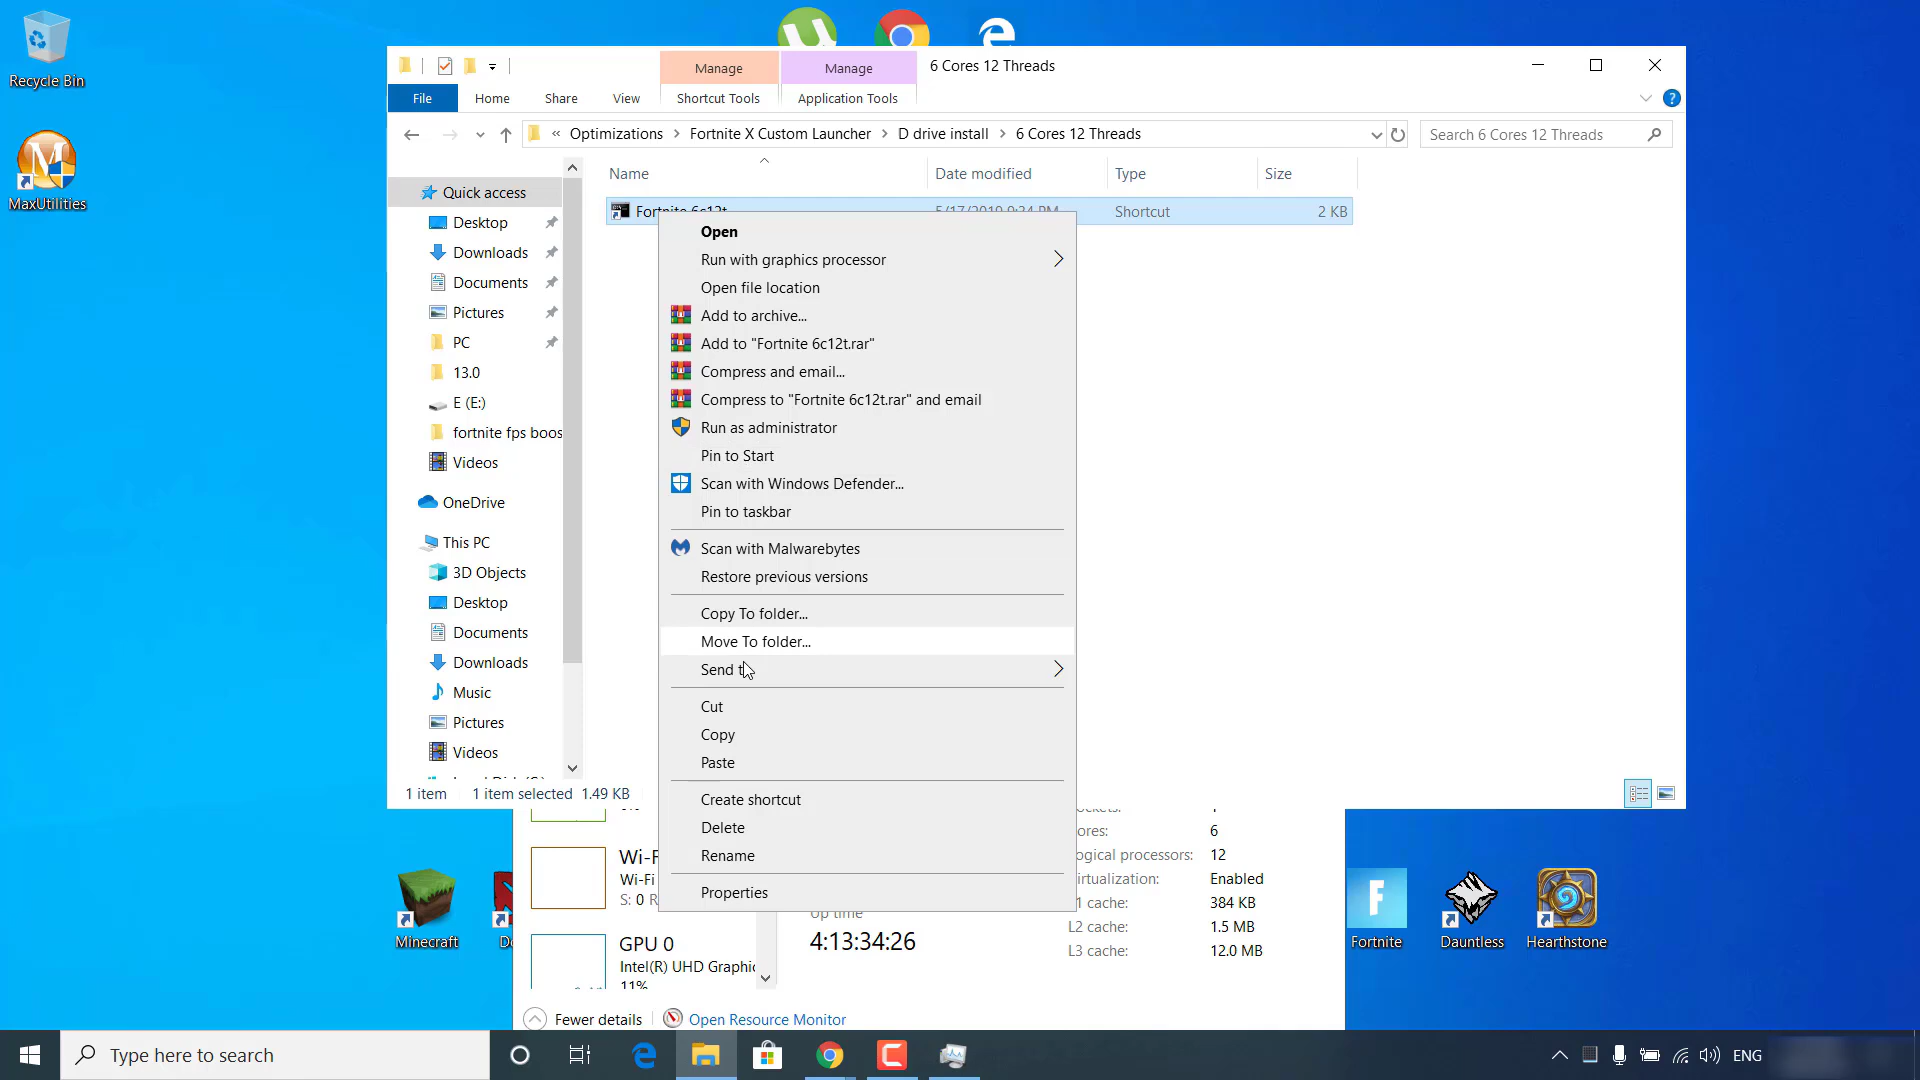 Recycle Bin
MaxUtilities
Manage
Manage
6 Cores 12 Threads
File
Home
Share
View
Shortcut Tools
Application Tools
« Optimizations > Fortnite X Custom Launcher > D drive install > 6 Cores 12 Threads
Search 6 Cores 12 Threads
Name
Date modified
Type
Size
Fortnite 6c12t
5/17/2019 9:34 PM
Shortcut
2 KB
Quick access
Desktop
Downloads
Documents
Pictures
PC
13.0
E (E:)
fortnite fps boos
Videos
OneDrive
This PC
3D Objects
Desktop
Documents
Downloads
Music
Pictures
Videos
1 item
1 item selected 1.49 KB
Open
Run with graphics processor
Open file location
Add to archive...
Add to "Fortnite 6c12t.rar"
Compress and email...
Compress to "Fortnite 6c12t.rar" and email
Run as administrator
Pin to Start
Scan with Windows Defender...
Pin to taskbar
Scan with Malwarebytes
Restore previous versions
Copy To folder...
Move To folder...
Send t
Cut
Copy
Paste
Create shortcut
Delete
Rename
Properties
Wi-F
Wi-Fi
S: 0 R
GPU 0
Intel(R) UHD Graphic
11%
Up time
4:13:34:26
ores: 6
ogical processors: 12
irtualization: Enabled
1 cache: 384 KB
L2 cache: 1.5 MB
L3 cache: 12.0 MB
Fewer details
Open Resource Monitor
Minecraft
Fortnite
Dauntless
Hearthstone
Type here to search
ENG